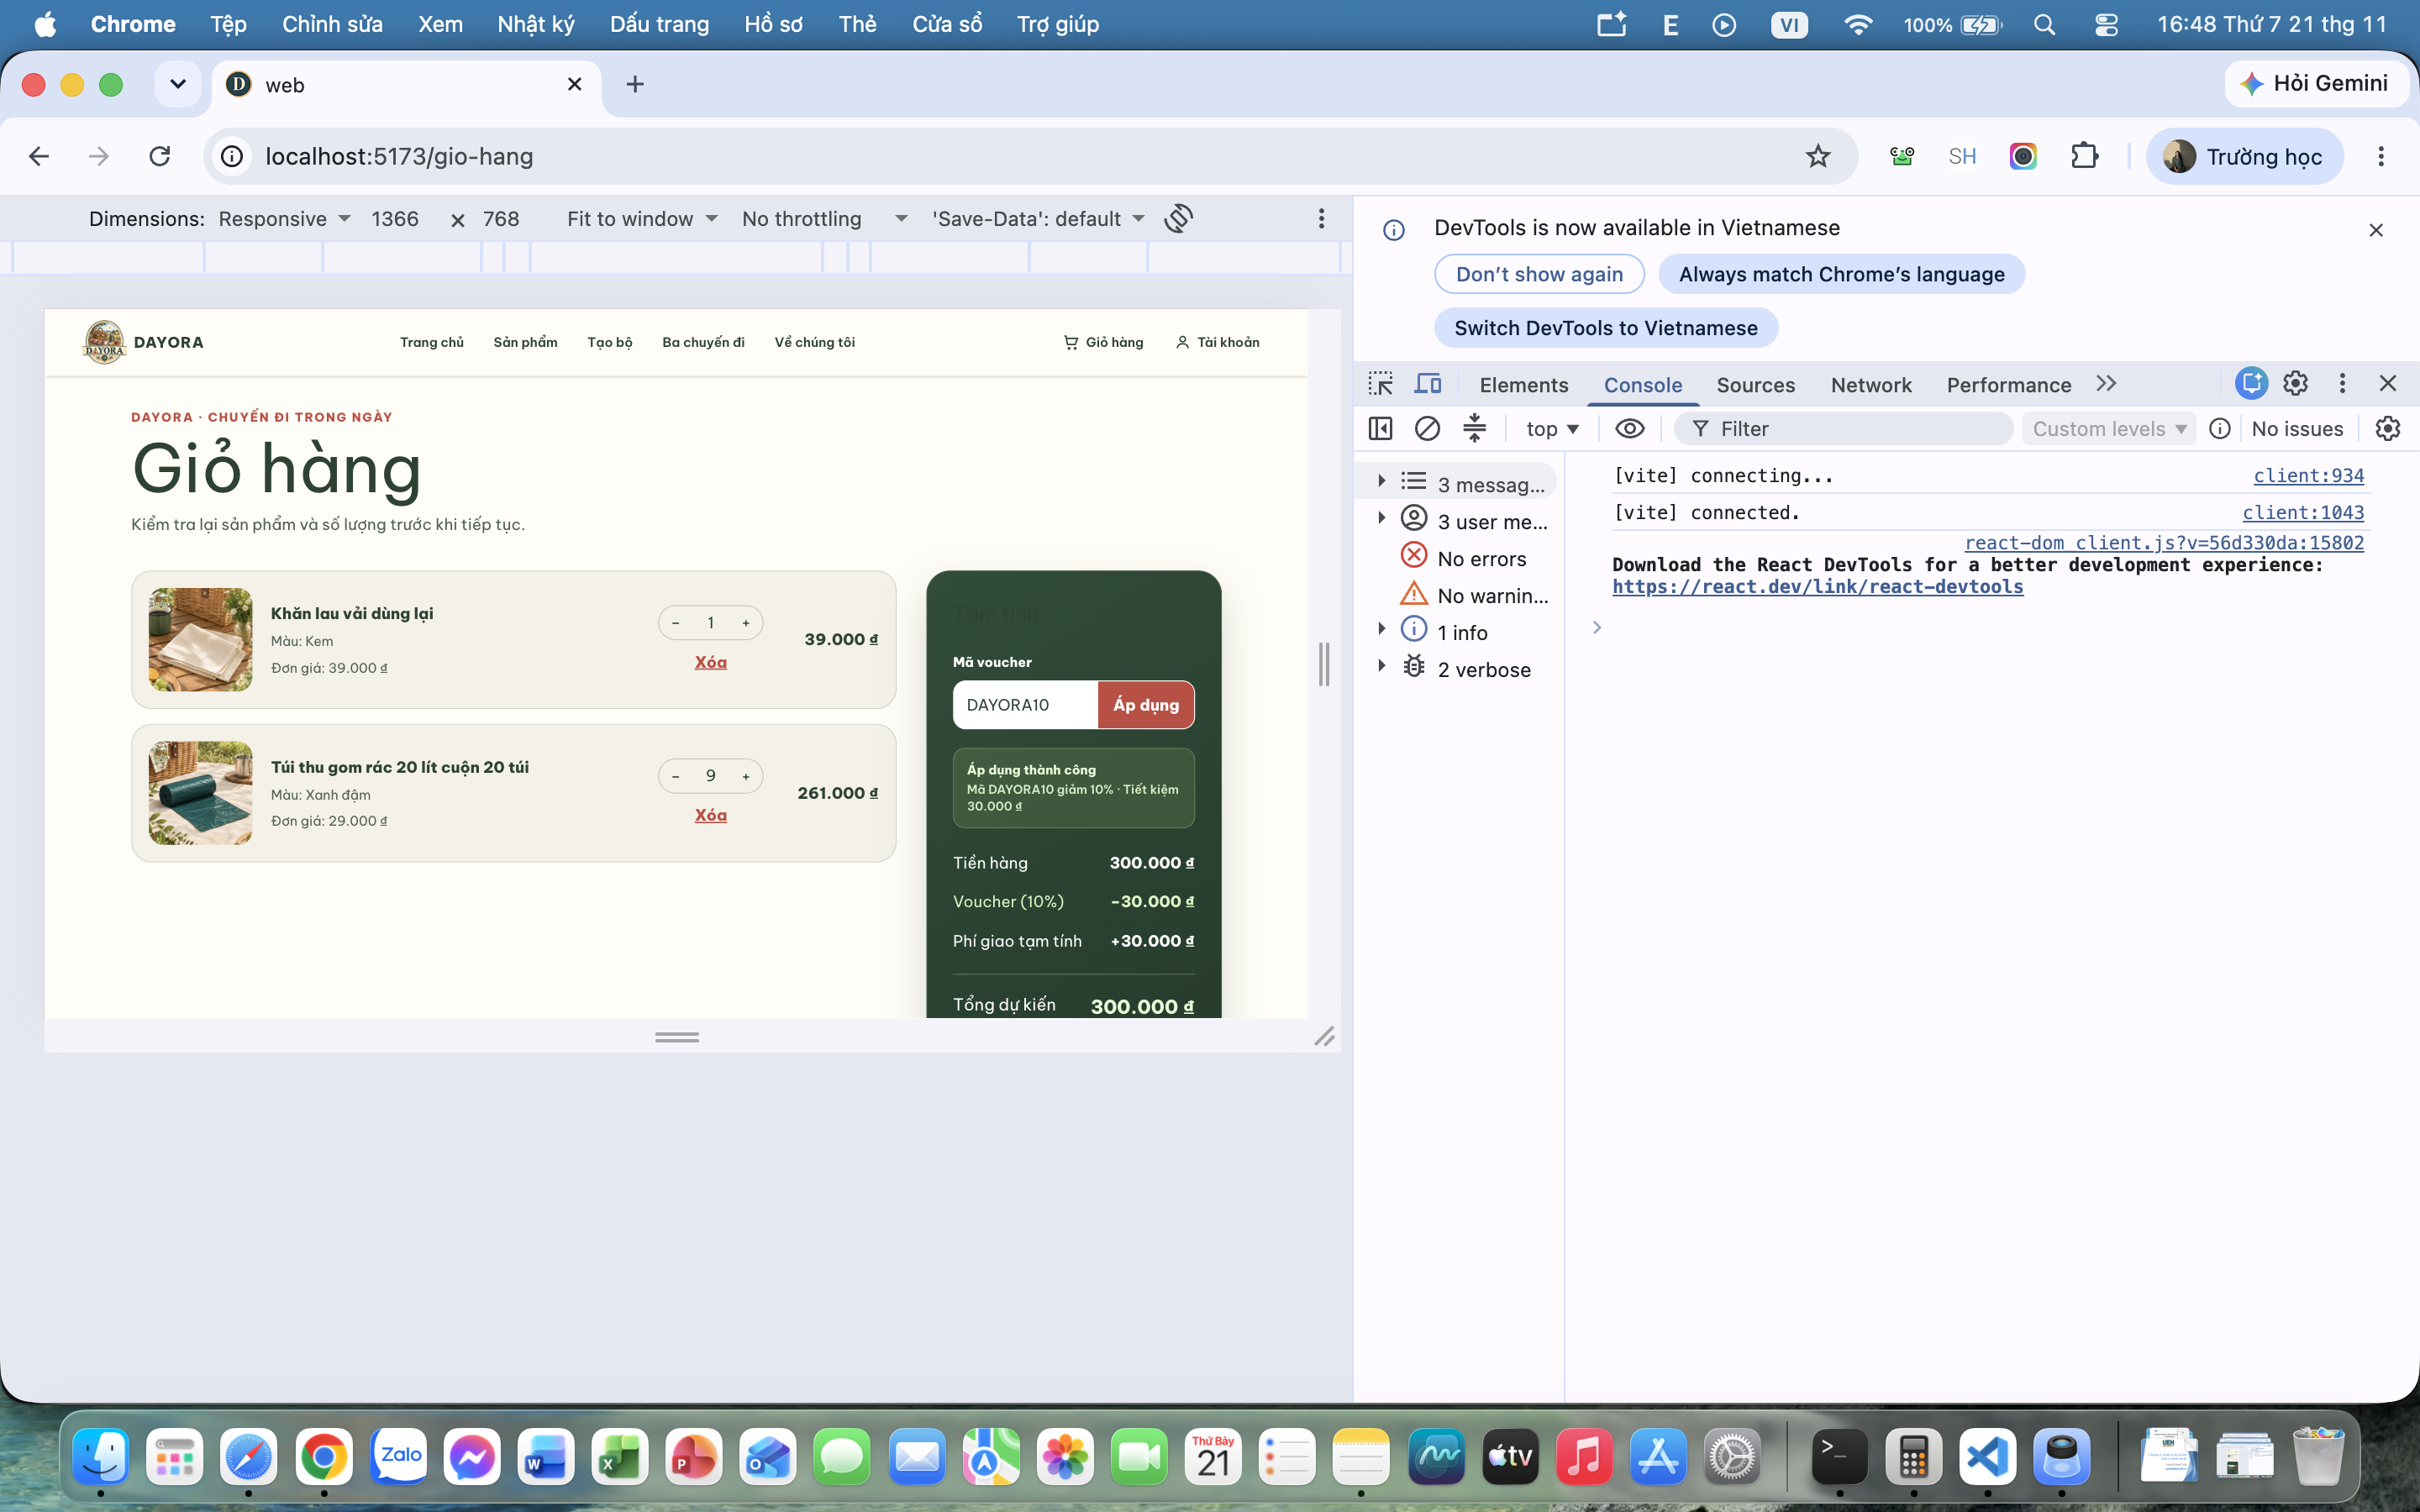 Chrome Tệp Chỉnh sửa Xem Nhật ký Dấu trang Hồ sơ Thẻ Cửa sổ Trợ giúp
E VI 100% 16:48 Thứ 7 21 thg 11
D web
Hỏi Gemini
localhost:5173/gio-hang
SH
Trường học
Dimensions: Responsive 1366 × 768 Fit to window No throttling 'Save-Data': default
DAYORA
DAYORA
Trang chủ Sản phẩm Tạo bộ Ba chuyến đi Về chúng tôi
Giỏ hàng Tài khoản
DAYORA · CHUYẾN ĐI TRONG NGÀY
Giỏ hàng
Kiểm tra lại sản phẩm và số lượng trước khi tiếp tục.
Khăn lau vải dùng lại
Màu: Kem
Đơn giá: 39.000 ₫
− 1 +
Xóa
39.000 ₫
Túi thu gom rác 20 lít cuộn 20 túi
Màu: Xanh đậm
Đơn giá: 29.000 ₫
− 9 +
Xóa
261.000 ₫
Tạm tính
Mã voucher
DAYORA10
Áp dụng
Áp dụng thành công
Mã DAYORA10 giảm 10% · Tiết kiệm
30.000 ₫
Tiền hàng 300.000 ₫
Voucher (10%) −30.000 ₫
Phí giao tạm tính +30.000 ₫
Tổng dự kiến 300.000 ₫
DevTools is now available in Vietnamese
Don't show again
Always match Chrome's language
Switch DevTools to Vietnamese
Elements Console Sources Network Performance
top Filter Custom levels No issues
3 messag...
3 user me...
No errors
No warnin...
1 info
2 verbose
[vite] connecting... client:934
[vite] connected. client:1043
react-dom_client.js?v=56d330da:15802
Download the React DevTools for a better development experience:
https://react.dev/link/react-devtools
Zalo
W
X
P
O
Thứ Bảy
21
tv